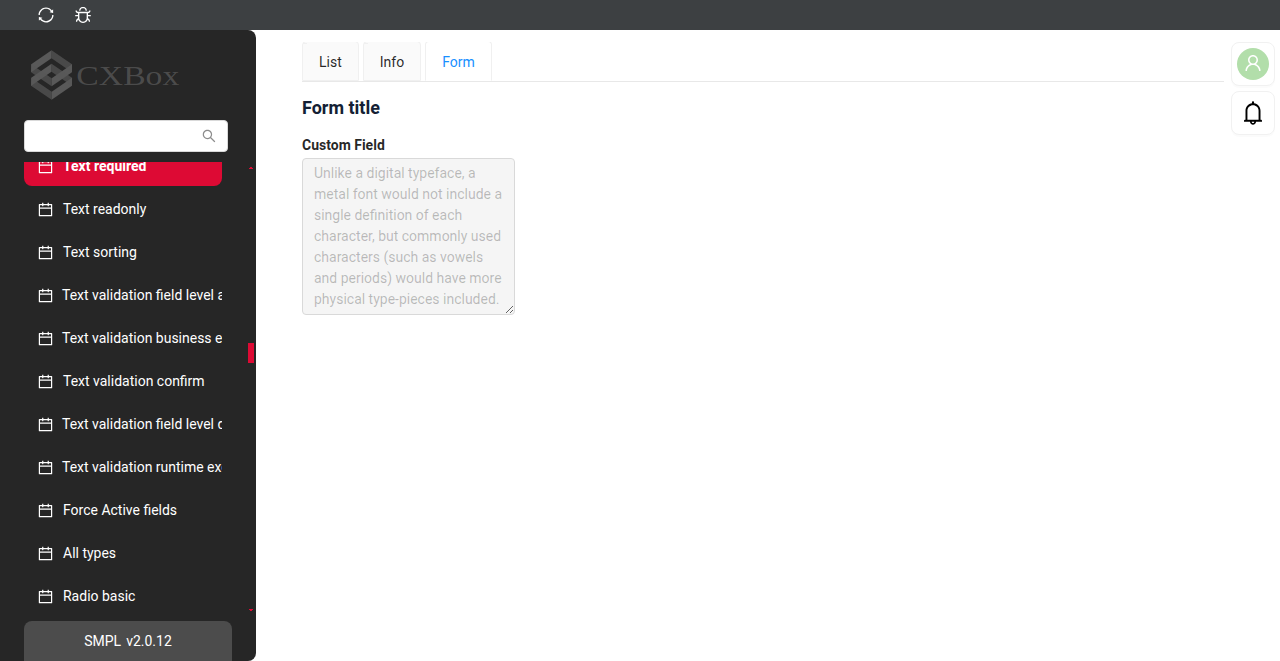 CXBox
Text required
Text readonly
Text sorting
Text validation field level a
Text validation business e
Text validation confirm
Text validation field level c
Text validation runtime ex
Force Active fields
All types
Radio basic
SMPL v2.0.12
List
Info
Form
Form title
Custom Field
Unlike a digital typeface, a
metal font would not include a
single definition of each
character, but commonly used
characters (such as vowels
and periods) would have more
physical type-pieces included.